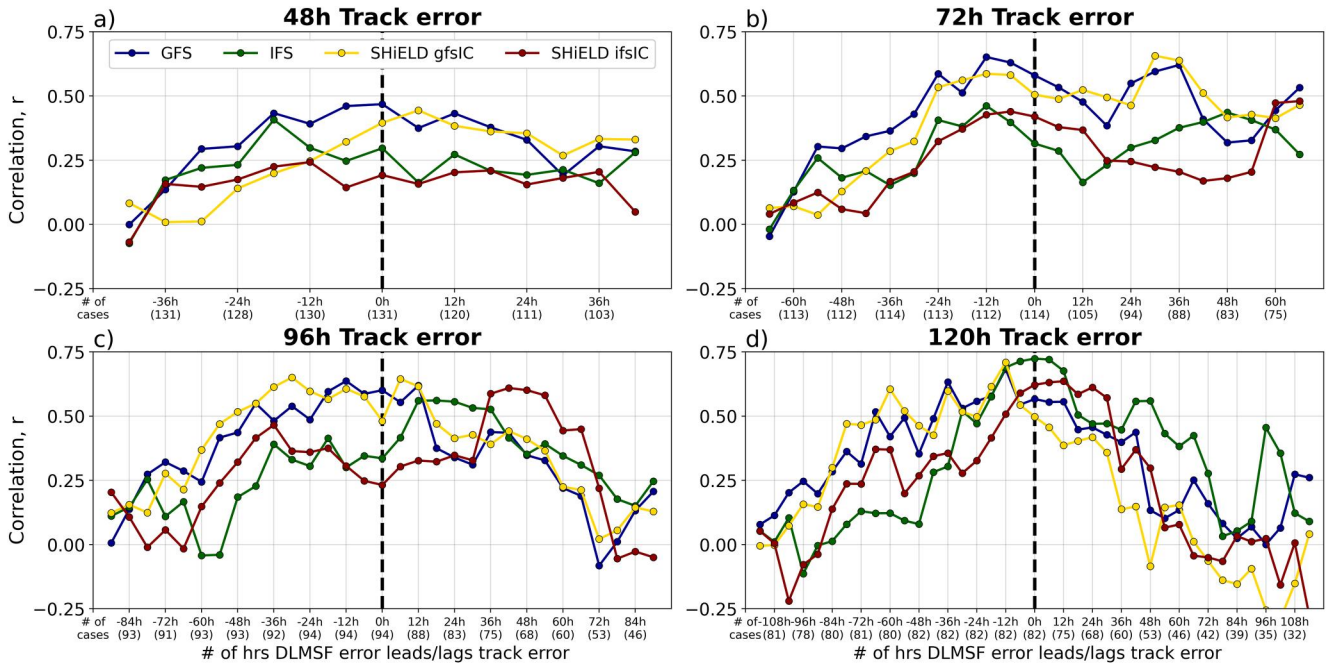 a)
48h Track error
GFS
IFS
SHiELD gfsIC
SHiELD ifsIC
0.75
0.50
0.25
0.00
−0.25
Correlation, r
# of cases
-36h (131)
-24h (128)
-12h (130)
0h (131)
12h (120)
24h (111)
36h (103)
b)
72h Track error
0.75
0.50
0.25
0.00
−0.25
# of cases
-60h (113)
-48h (112)
-36h (114)
-24h (113)
-12h (112)
0h (114)
12h (105)
24h (94)
36h (88)
48h (83)
60h (75)
c)
96h Track error
0.75
0.50
0.25
0.00
−0.25
Correlation, r
# of cases
-84h (93)
-72h (91)
-60h (93)
-48h (93)
-36h (92)
-24h (94)
-12h (94)
0h (94)
12h (88)
24h (83)
36h (75)
48h (68)
60h (60)
72h (53)
84h (46)
# of hrs DLMSF error leads/lags track error
d)
120h Track error
0.75
0.50
0.25
0.00
−0.25
# of cases
-108h (81)
-96h (78)
-84h (80)
-72h (81)
-60h (80)
-48h (82)
-36h (82)
-24h (82)
-12h (82)
0h (82)
12h (75)
24h (68)
36h (60)
48h (53)
60h (46)
72h (42)
84h (39)
96h (35)
108h (32)
# of hrs DLMSF error leads/lags track error